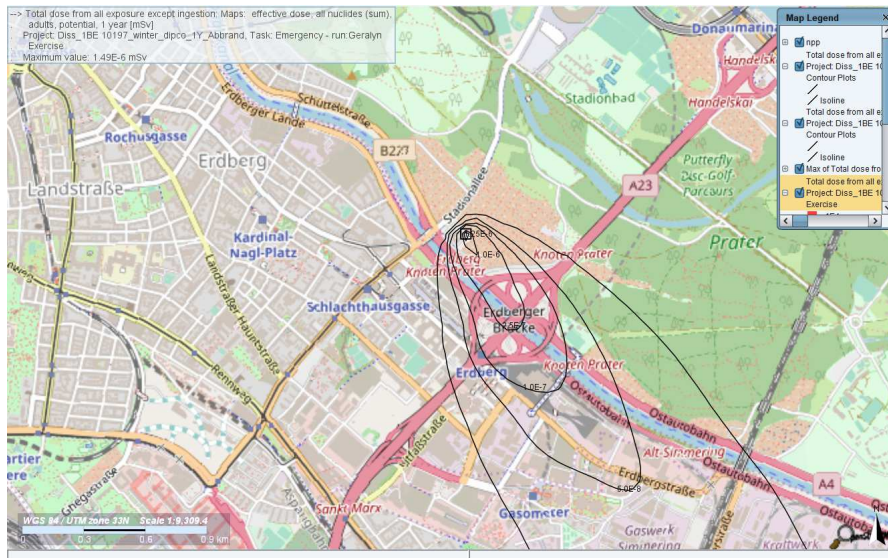 --> Total dose from all exposure except ingestion: Maps: effective dose, all nuclides (sum),
adults, potential, 1 year [mSv]
Project: Diss_1BE 10197_winter_dipco_1Y_Abbrand, Task: Emergency - run:Geralyn
Exercise
Maximum value: 1.49E-6 mSv
Map Legend
npp
Total dose from all e
Project: Diss_1BE 10
Contour Plots
Isoline
Total dose from all e
Project: Diss_1BE 10
Contour Plots
Isoline
Max of Total dose fro
Total dose from all e
Project: Diss_1BE 10
Exercise
Donaumarina
Handelskai
Handelskai
Stadionbad
Schüttelstraße
Erdberger Lände
Rochusgasse
B227
Erdberg
Putterfly
Disc-Golf-
Parcours
A23
Landstraße
Stadionallee
Kardinal-
Nagl-Platz
Prater
1.0E-6
Erdberg
Knoten Prater
Knoten Prater
Landstraßer Hauptstraße
Schlachthausgasse
Erdberger
Brücke
Knoten Prater
Erdberg
1.0E-7
Rennweg
Ostautobahn
Ostautobahn
Alt-Simmering
Ostautobahn
Erdbergstraße
5.0E-8
A4
Sankt Marx
Gasometer
Gaswerk
Simmering
Ostautobahn
WGS 84 / UTM zone 33N Scale 1:9,309.4
0 0.3 0.6 0.9 km